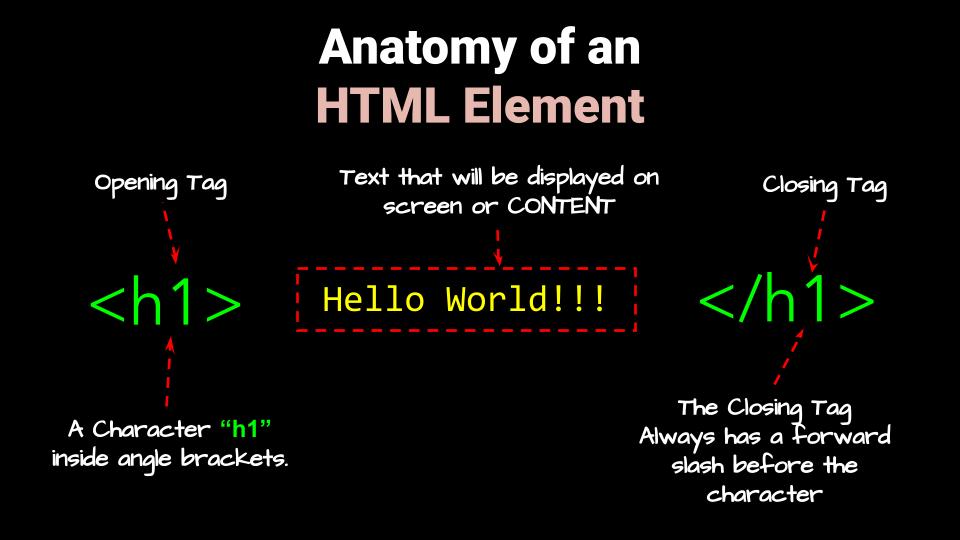 Anatomy of an
HTML Element
Opening Tag
Text that will be displayed on
screen or CONTENT
Closing Tag
<h1>
Hello World!!!
</h1>
A Character “h1”
inside angle brackets.
The Closing Tag
Always has a forward
slash before the
character